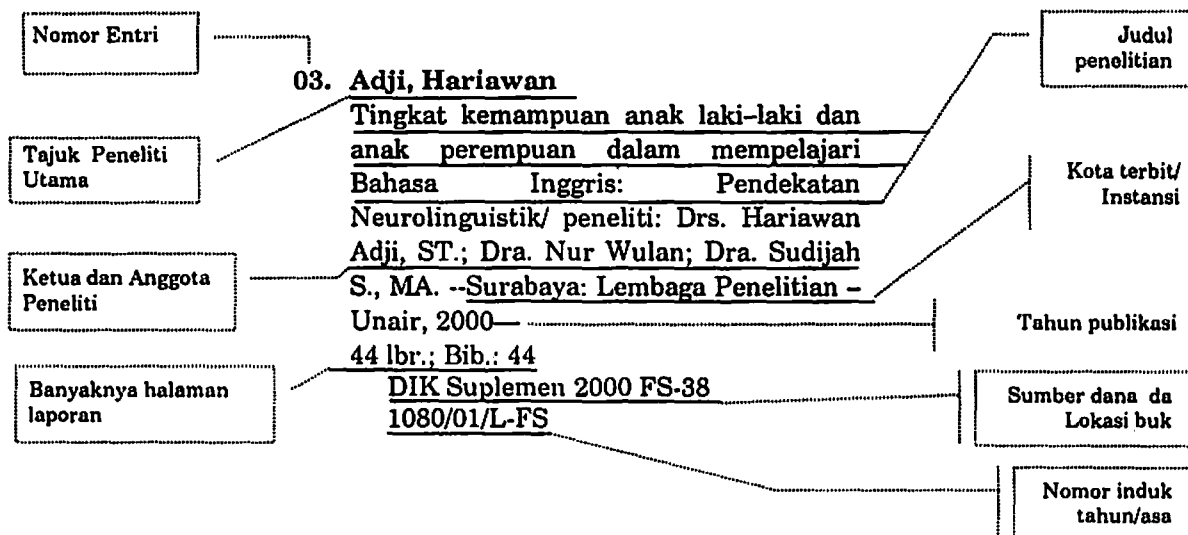 Nomor Entri
Tajuk Peneliti
Utama
Ketua dan Anggota
Peneliti
Banyaknya halaman
laporan
03. Adji, Hariawan
Tingkat kemampuan anak laki–laki dan
anak perempuan dalam mempelajari
Bahasa Inggris: Pendekatan
Neurolinguistik/ peneliti: Drs. Hariawan
Adji, ST.; Dra. Nur Wulan; Dra. Sudijah
S., MA. --Surabaya: Lembaga Penelitian –
Unair, 2000—
44 lbr.; Bib.: 44
DIK Suplemen 2000 FS-38
1080/01/L-FS
Judul
penelitian
Kota terbit/
Instansi
Tahun publikasi
Sumber dana da
Lokasi buk
Nomor induk
tahun/asa